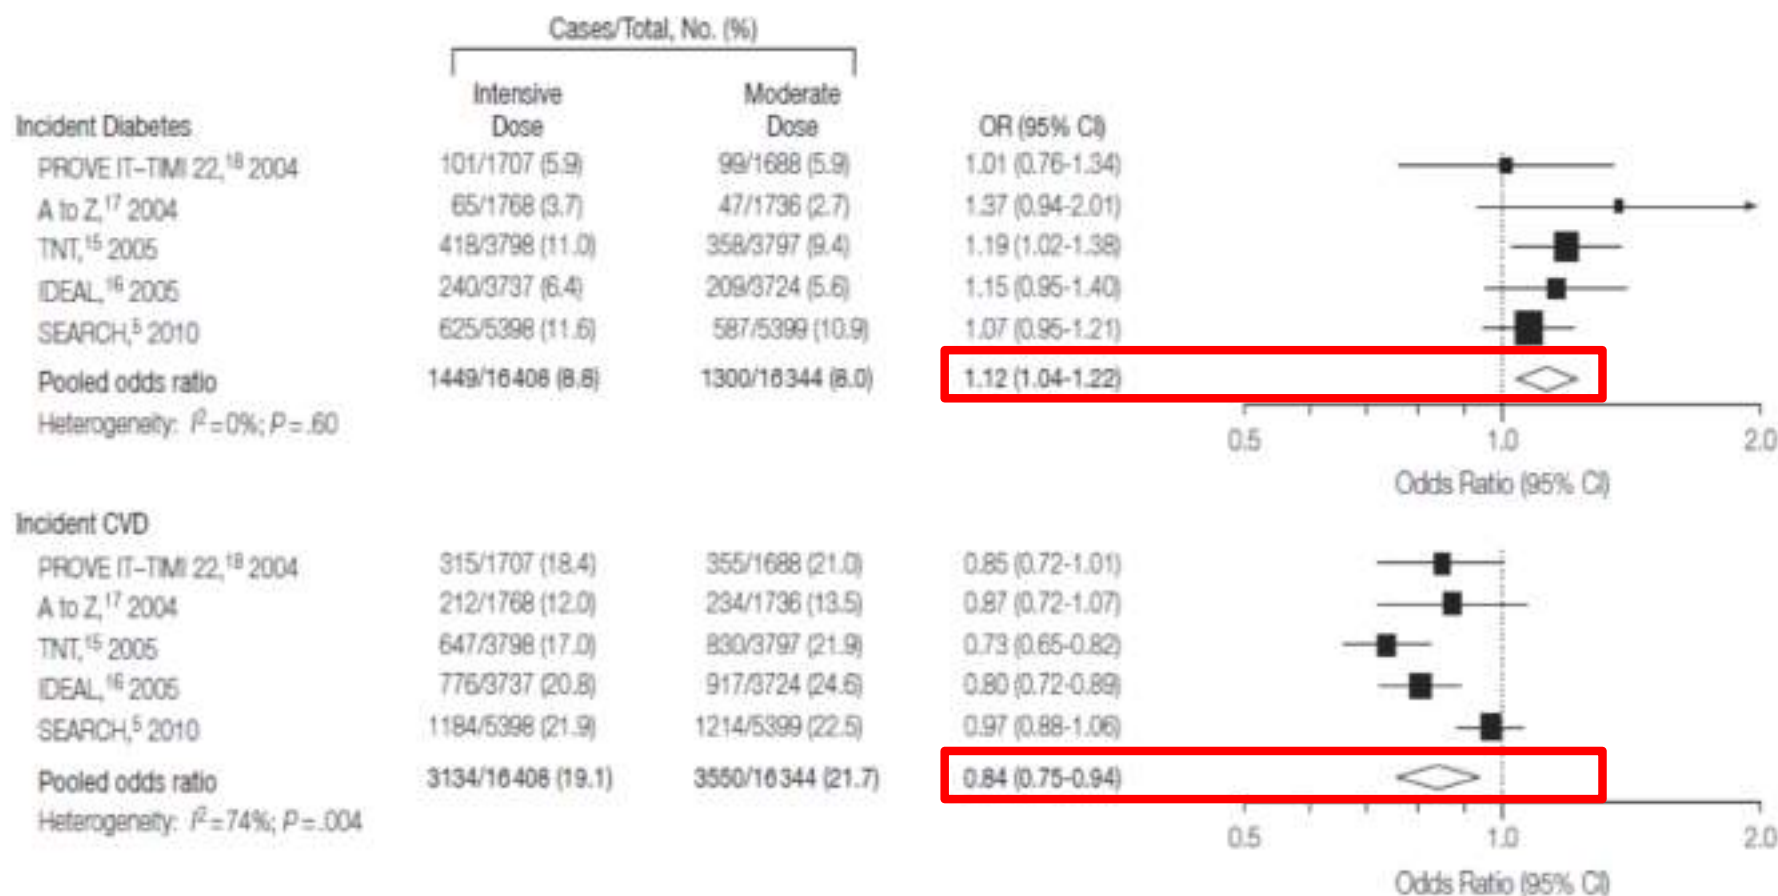 Cases/Total, No. (%)
Intensive Dose Moderate Dose
Incident Diabetes OR (95% CI)
PROVE IT–TIMI 22,18 2004 101/1707 (5.9) 99/1688 (5.9) 1.01 (0.76-1.34)
A to Z,17 2004 65/1768 (3.7) 47/1736 (2.7) 1.37 (0.94-2.01)
TNT,15 2005 418/3798 (11.0) 358/3797 (9.4) 1.19 (1.02-1.38)
IDEAL,16 2005 240/3737 (6.4) 209/3724 (5.6) 1.15 (0.95-1.40)
SEARCH,5 2010 625/5398 (11.6) 587/5399 (10.9) 1.07 (0.95-1.21)
Pooled odds ratio 1449/16408 (8.8) 1300/16344 (8.0) 1.12 (1.04-1.22)
Heterogeneity: I2=0%; P=.60
0.5 1.0 2.0
Odds Ratio (95% CI)
Incident CVD
PROVE IT–TIMI 22,18 2004 315/1707 (18.4) 355/1688 (21.0) 0.85 (0.72-1.01)
A to Z,17 2004 212/1768 (12.0) 234/1736 (13.5) 0.87 (0.72-1.07)
TNT,15 2005 647/3798 (17.0) 830/3797 (21.9) 0.73 (0.65-0.82)
IDEAL,16 2005 776/3737 (20.8) 917/3724 (24.6) 0.80 (0.72-0.89)
SEARCH,5 2010 1184/5398 (21.9) 1214/5399 (22.5) 0.97 (0.88-1.06)
Pooled odds ratio 3134/16408 (19.1) 3550/16344 (21.7) 0.84 (0.75-0.94)
Heterogeneity: I2=74%; P=.004
0.5 1.0 2.0
Odds Ratio (95% CI)